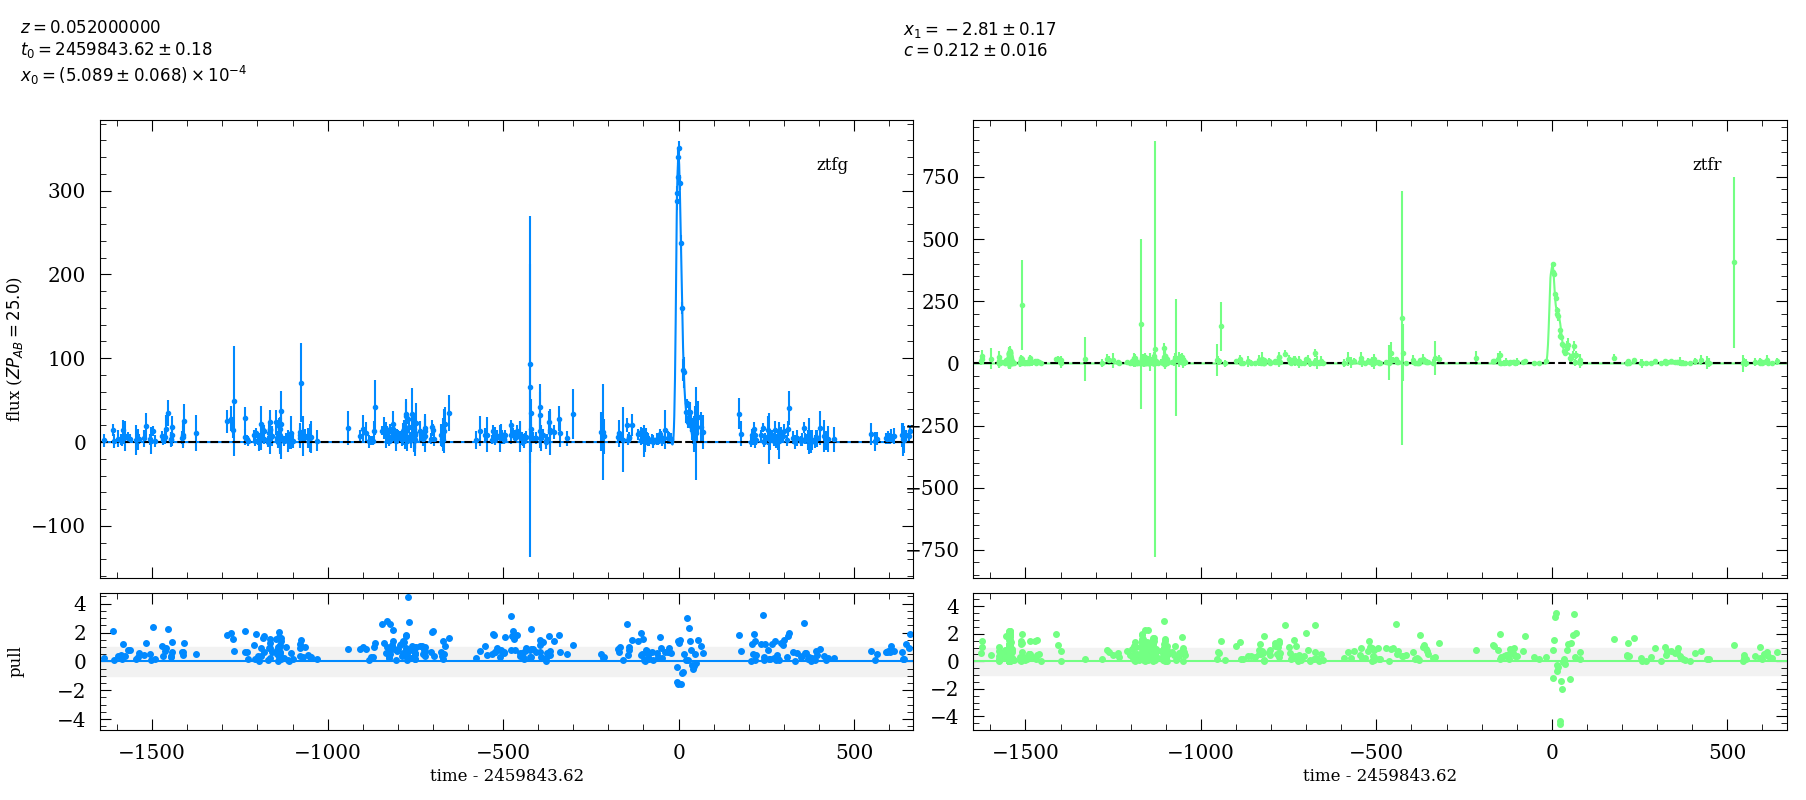 z = 0.052000000
t₀ = 2459843.62 ± 0.18
x₀ = (5.089 ± 0.068) × 10⁻⁴
x₁ = −2.81 ± 0.17
c = 0.212 ± 0.016
ztfg
300
200
100
0
−100
flux (ZP_AB = 25.0)
ztfr
750
500
250
0
−250
−500
−750
4
2
0
−2
−4
pull
−1500
−1000
−500
0
500
time - 2459843.62
4
2
0
−2
−4
−1500
−1000
−500
0
500
time - 2459843.62